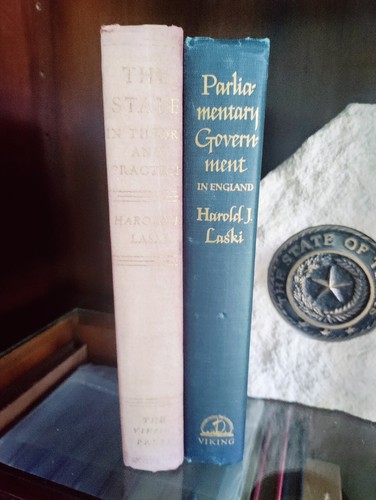 THE
STATE
IN THEORY
AND
PRACTICE
HAROLD J.
LASKI
THE
VIKING
PRESS
Parlia-
mentary
Govern-
ment
IN ENGLAND
Harold J.
Laski
VIKING
THE STATE OF